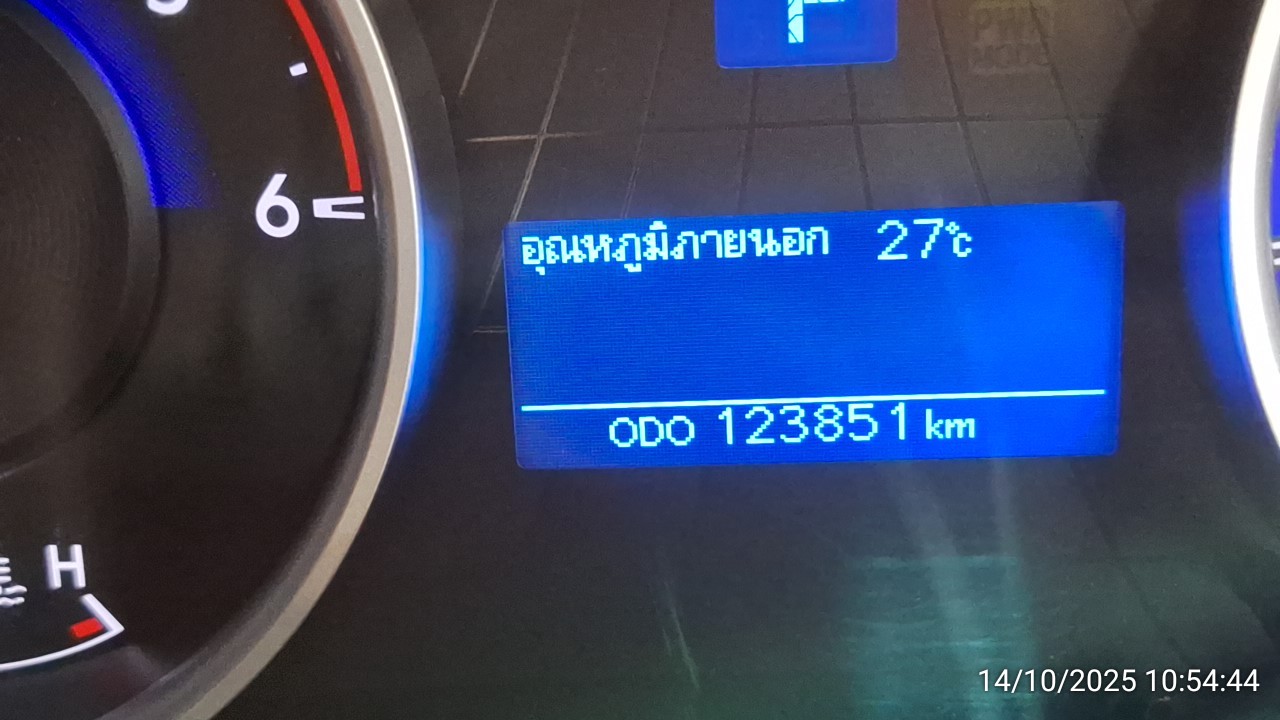 6
อุณหภูมิภายนอก 27℃
ODO 123851 km
H
14/10/2025 10:54:44